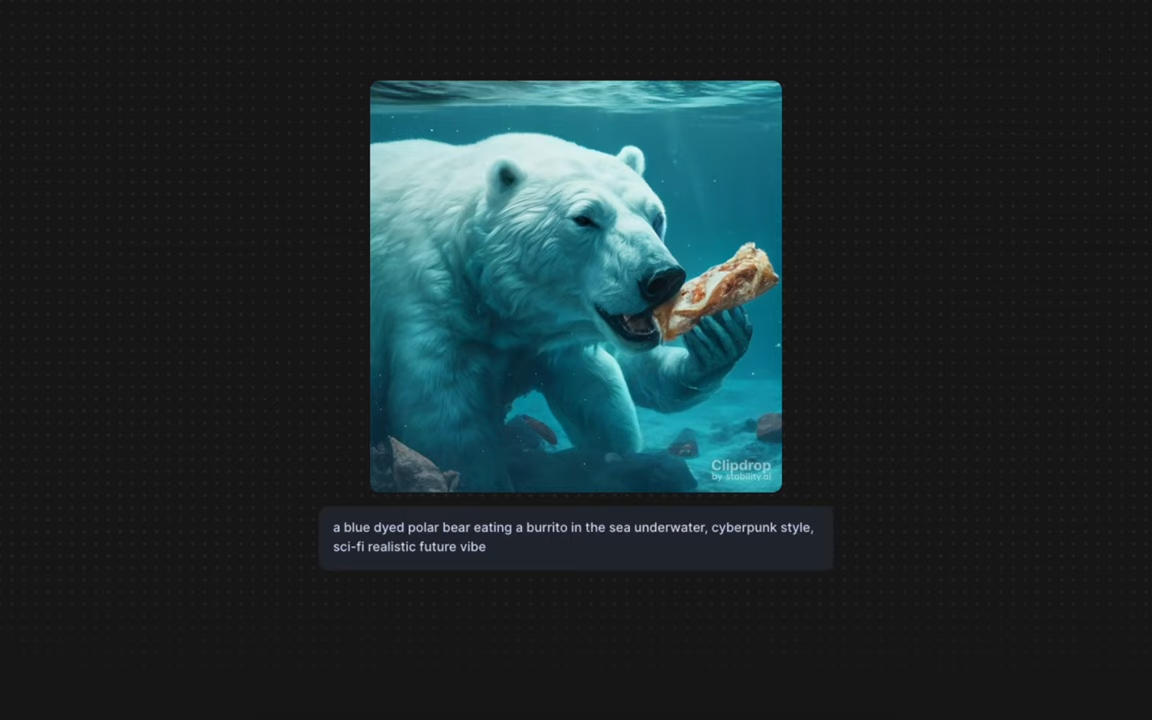 Clipdrop
by stability.ai
a blue dyed polar bear eating a burrito in the sea underwater, cyberpunk style,
sci-fi realistic future vibe